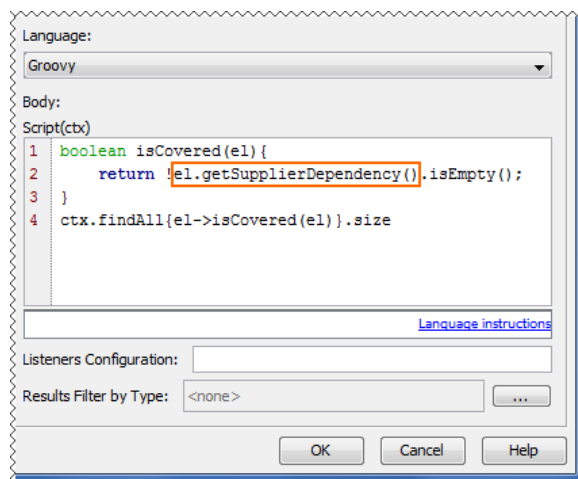 Language:
Groovy
Body:
Script(ctx)
1 boolean isCovered(el){
2     return !el.getSupplierDependency().isEmpty();
3 }
4 ctx.findAll{el->isCovered(el)}.size
Language instructions
Listeners Configuration:
Results Filter by Type: <none> ...
OK Cancel Help